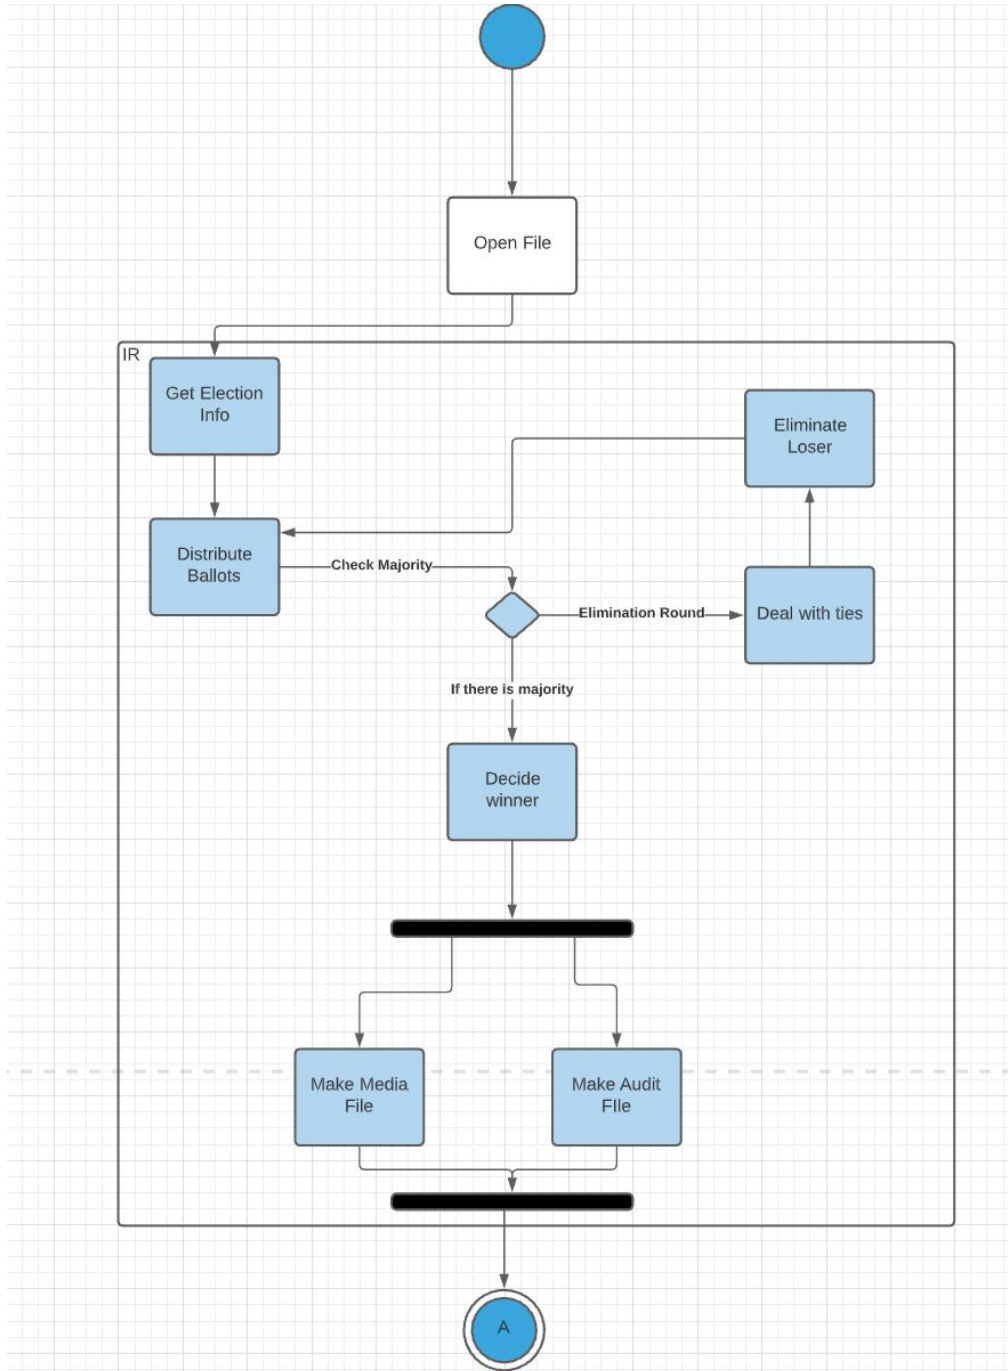 Open File
IR
Get Election
Info
Eliminate
Loser
Distribute
Ballots
Check Majority
Elimination Round
Deal with ties
If there is majority
Decide
winner
Make Media
File
Make Audit
FIle
A